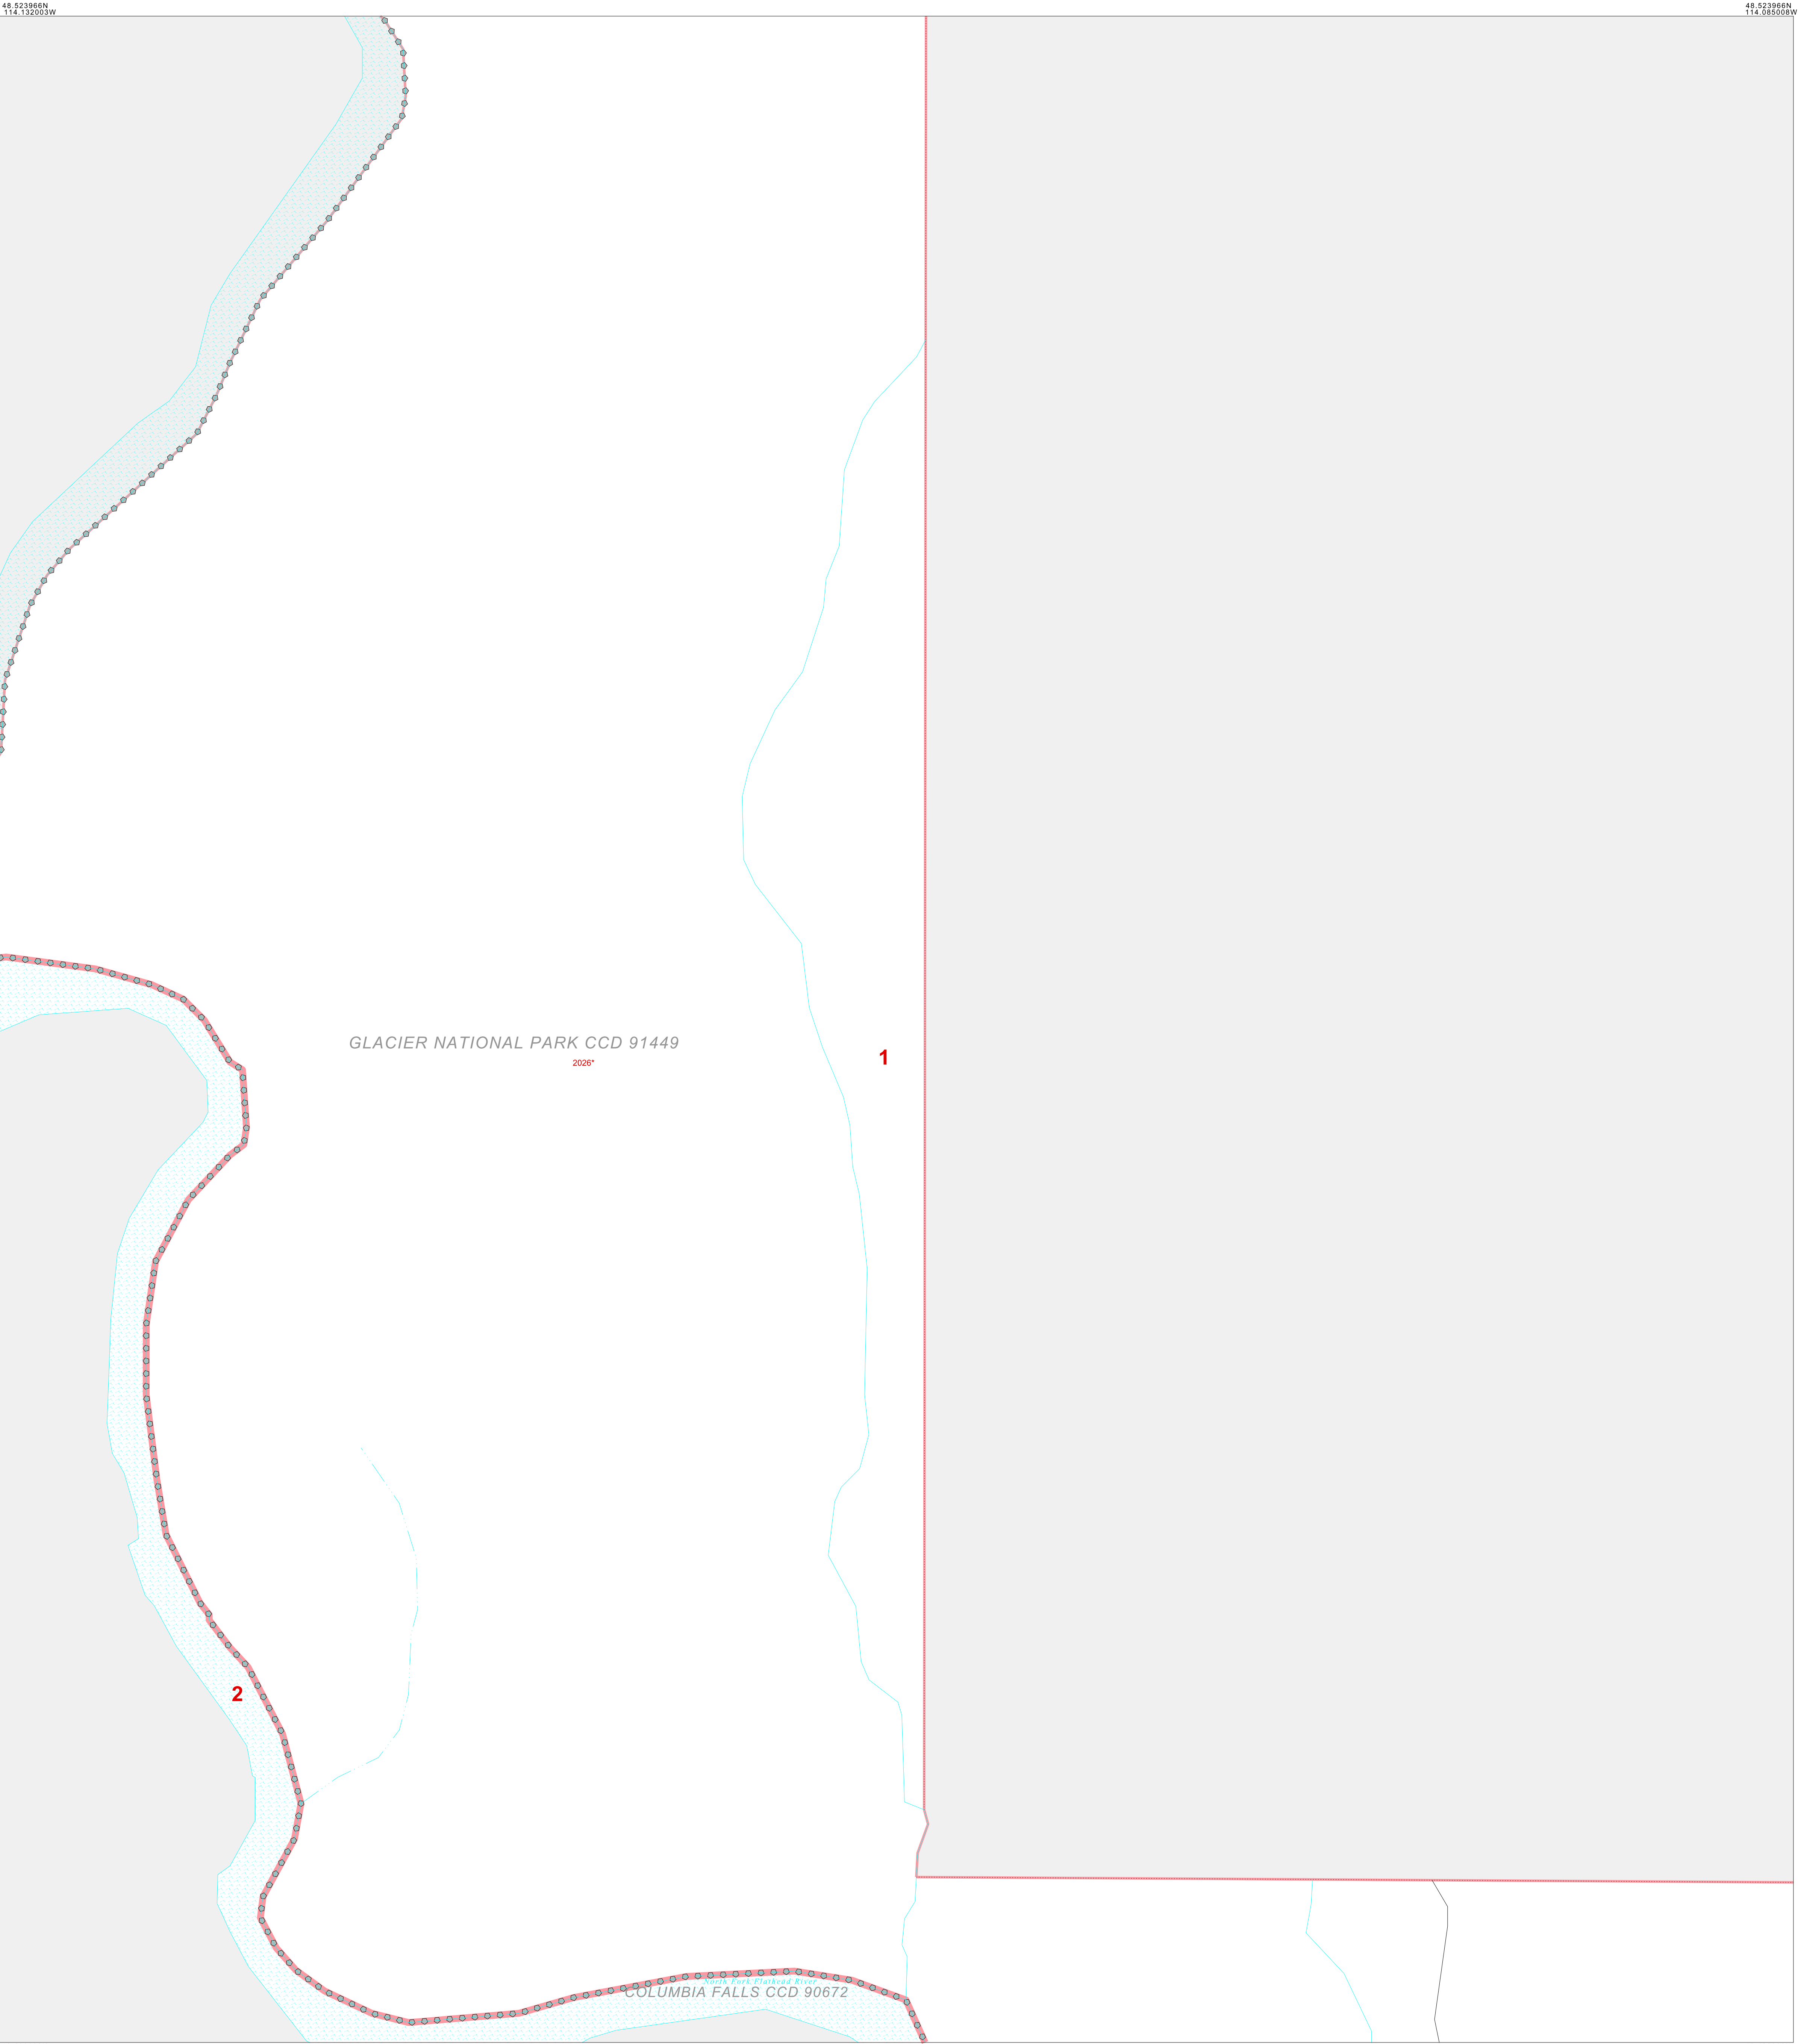 48.523966N
114.132003W
48.523966N
114.085008W
GLACIER NATIONAL PARK CCD 91449
2026*
1
2
North Fork Flathead River
COLUMBIA FALLS CCD 90672